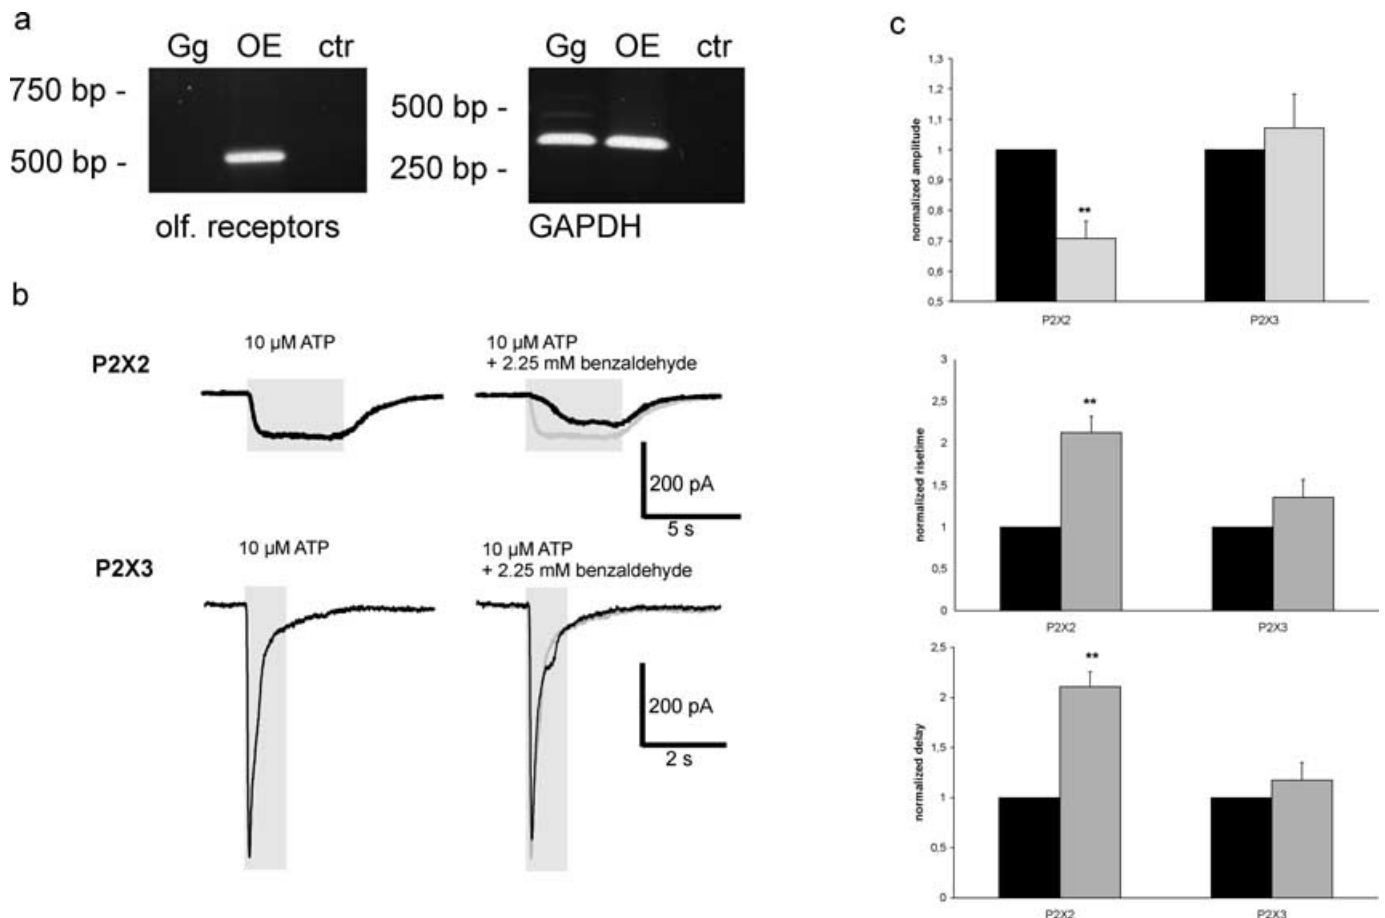 a
Gg OE ctr
750 bp -
500 bp -
olf. receptors
Gg OE ctr
500 bp -
250 bp -
GAPDH
b
P2X2
10 µM ATP
10 µM ATP
+ 2.25 mM benzaldehyde
200 pA
5 s
P2X3
10 µM ATP
10 µM ATP
+ 2.25 mM benzaldehyde
200 pA
2 s
c
normalized amplitude
1,3
1,2
1,1
1
0,9
0,8
0,7
0,6
0,5
**
P2X2 P2X3
normalized risetime
3
2,5
2
1,5
1
0,5
0
**
P2X2 P2X3
normalized delay
2,5
2
1,5
1
0,5
0
**
P2X2 P2X3